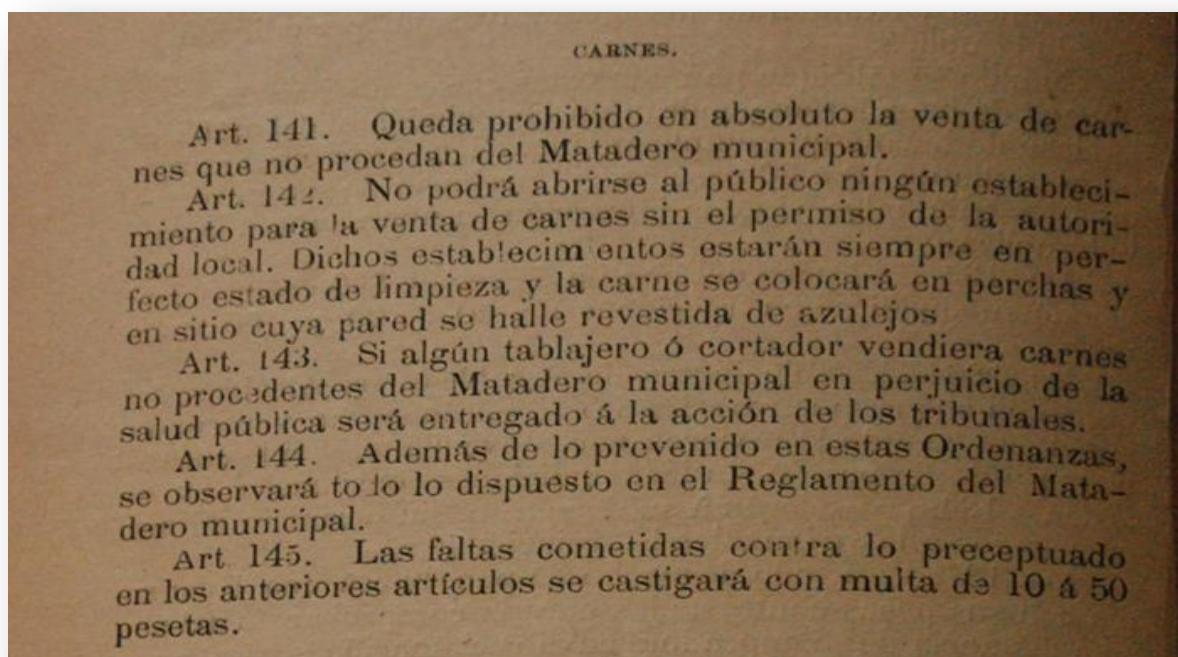 CARNES.
Art. 141. Queda prohibido en absoluto la venta de car-
nes que no procedan del Matadero municipal.
Art. 142. No podrá abrirse al público ningún estableci-
miento para la venta de carnes sin el permiso de la autori-
dad local. Dichos establecim entos estarán siempre en per-
fecto estado de limpieza y la carne se colocará en perchas y
en sitio cuya pared se halle revestida de azulejos
Art. 143. Si algún tablajero ó cortador vendiera carnes
no procedentes del Matadero municipal en perjuicio de la
salud pública será entregado á la acción de los tribunales.
Art. 144. Además de lo prevenido en estas Ordenanzas,
se observará todo lo dispuesto en el Reglamento del Mata-
dero municipal.
Art 145. Las faltas cometidas contra lo preceptuado
en los anteriores artículos se castigará con multa de 10 á 50
pesetas.